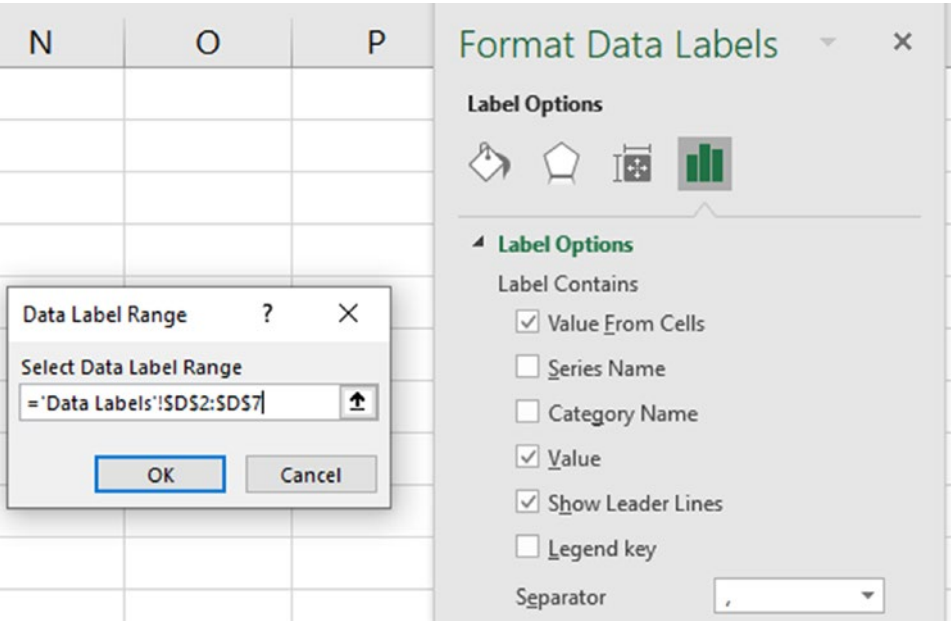 N O P
Format Data Labels
Label Options
Label Options
Label Contains
Value From Cells
Series Name
Category Name
Value
Show Leader Lines
Legend key
Separator ,
Data Label Range ?
Select Data Label Range
='Data Labels'!$D$2:$D$7
OK Cancel